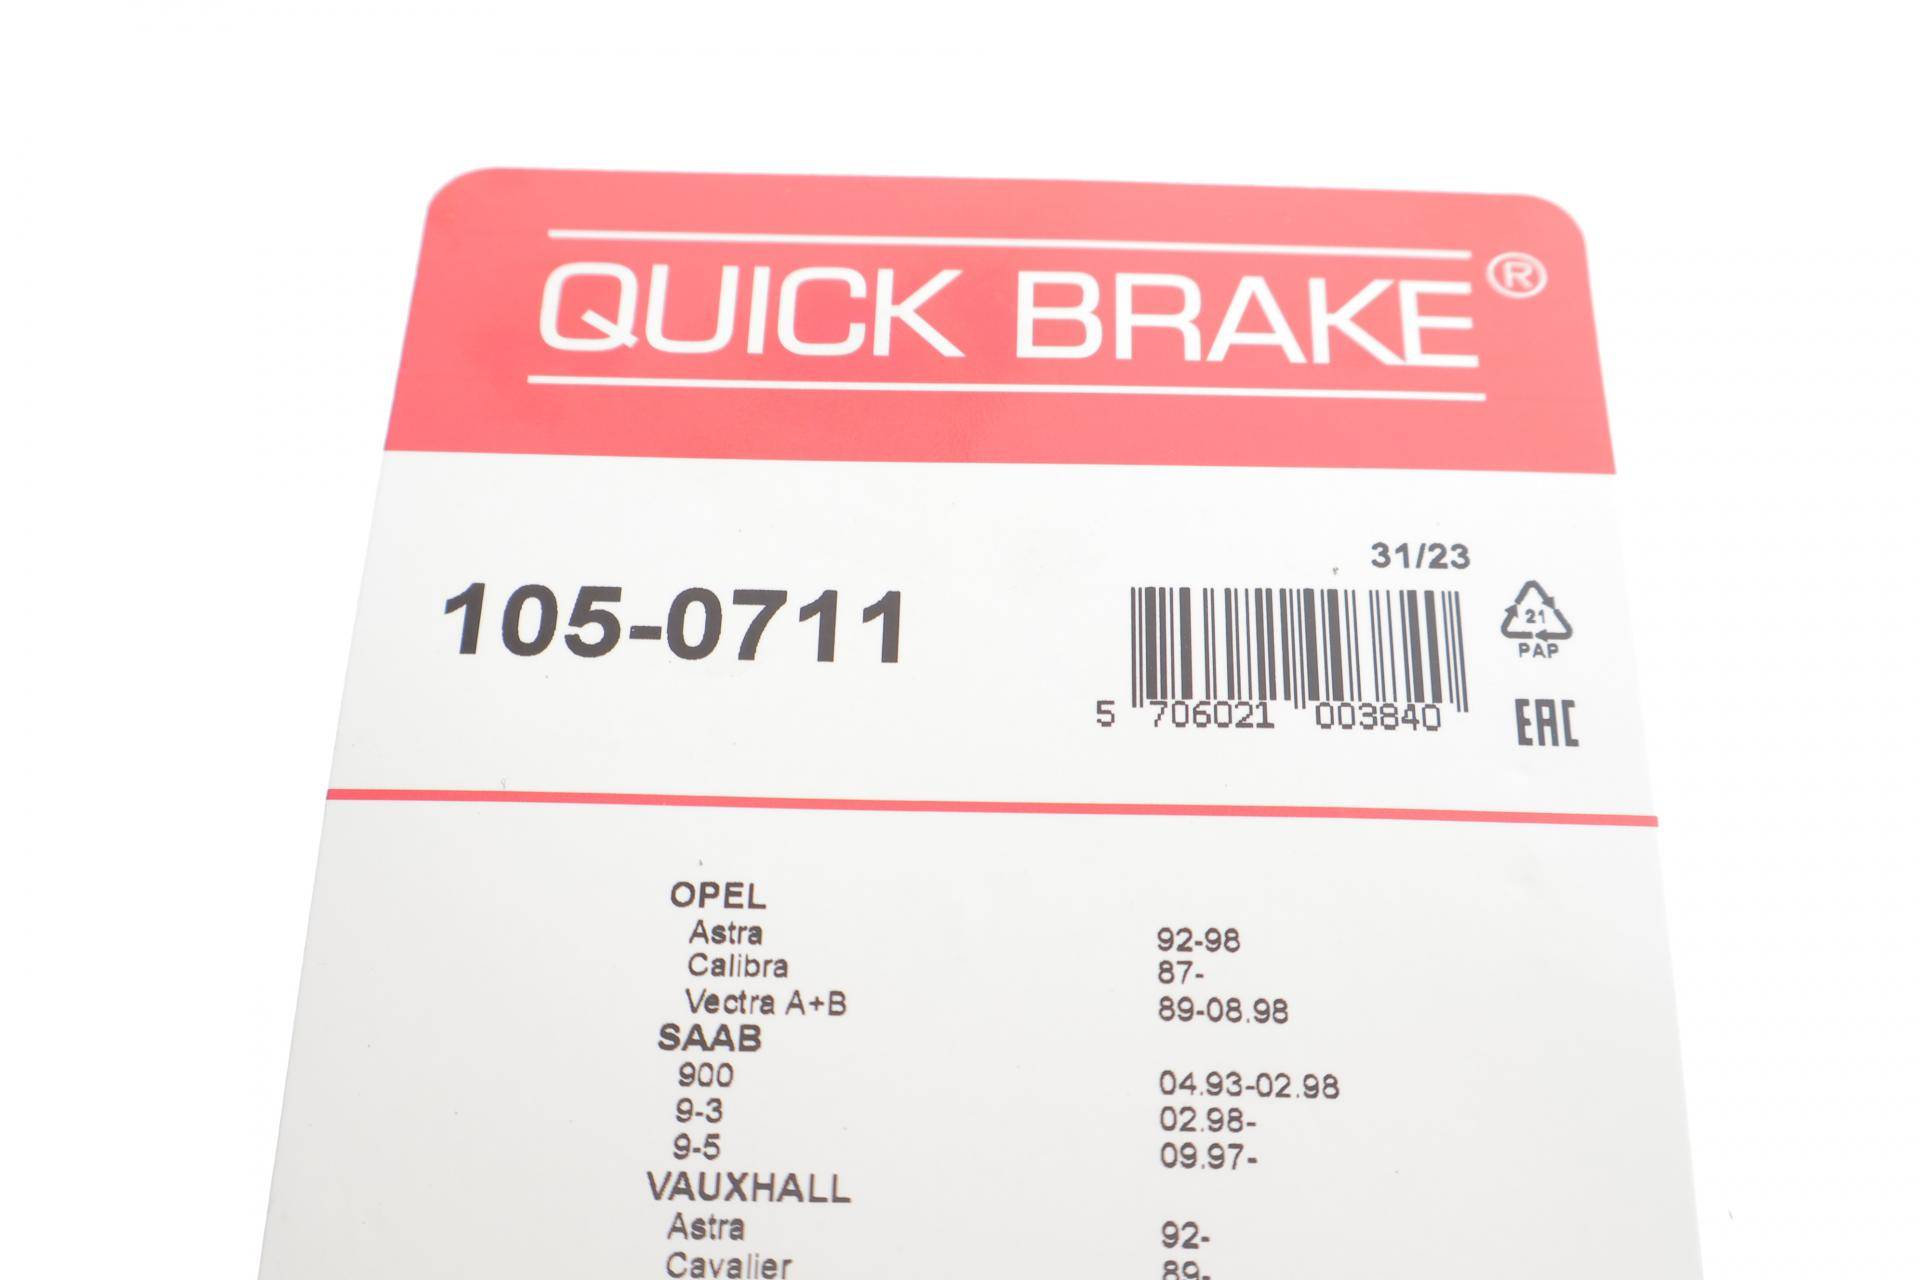 QUICK BRAKE®
31/23
105-0711
21
PAP
5 706021 003840
EAC
OPEL
Astra 92-98
Calibra 87-
Vectra A+B 89-08.98
SAAB
900 04.93-02.98
9-3 02.98-
9-5 09.97-
VAUXHALL
Astra 92-
Cavalier 89-